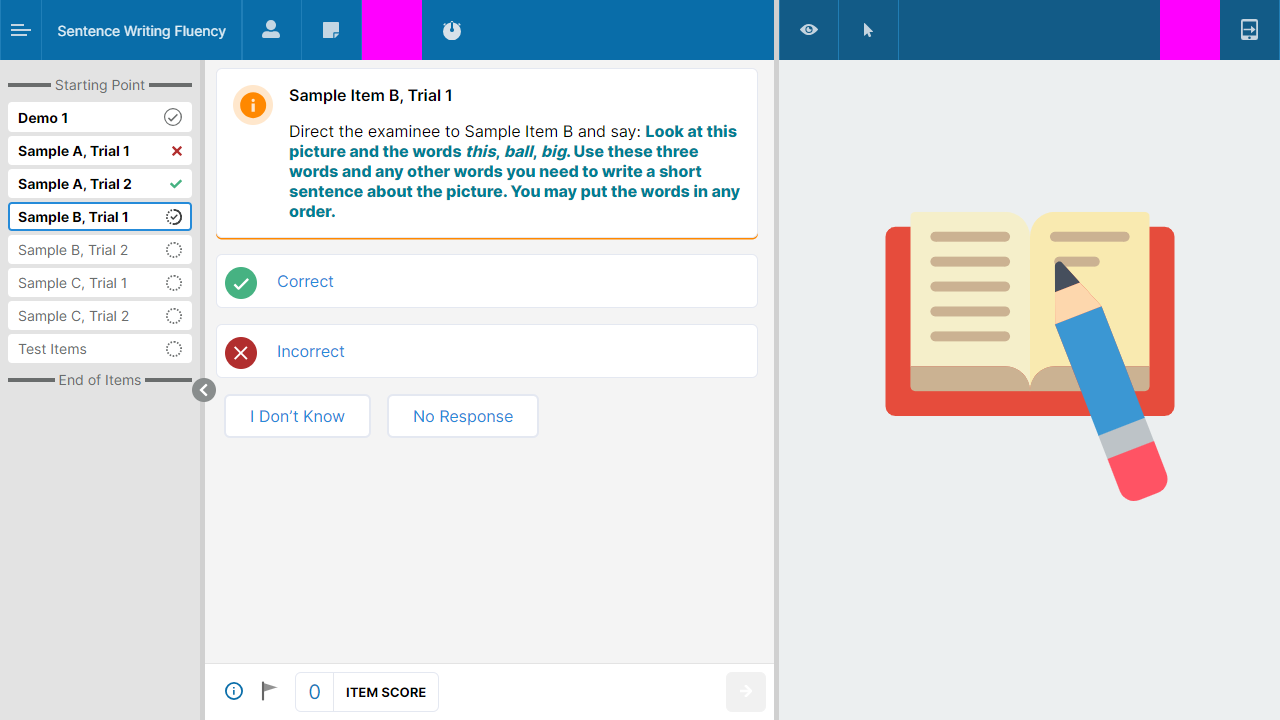 Sentence Writing Fluency
Starting Point
Demo 1
Sample A, Trial 1
Sample A, Trial 2
Sample B, Trial 1
Sample B, Trial 2
Sample C, Trial 1
Sample C, Trial 2
Test Items
End of Items
Sample Item B, Trial 1
Direct the examinee to Sample Item B and say: Look at this
picture and the words this, ball, big. Use these three
words and any other words you need to write a short
sentence about the picture. You may put the words in any
order.
Correct
Incorrect
I Don’t Know
No Response
0
ITEM SCORE